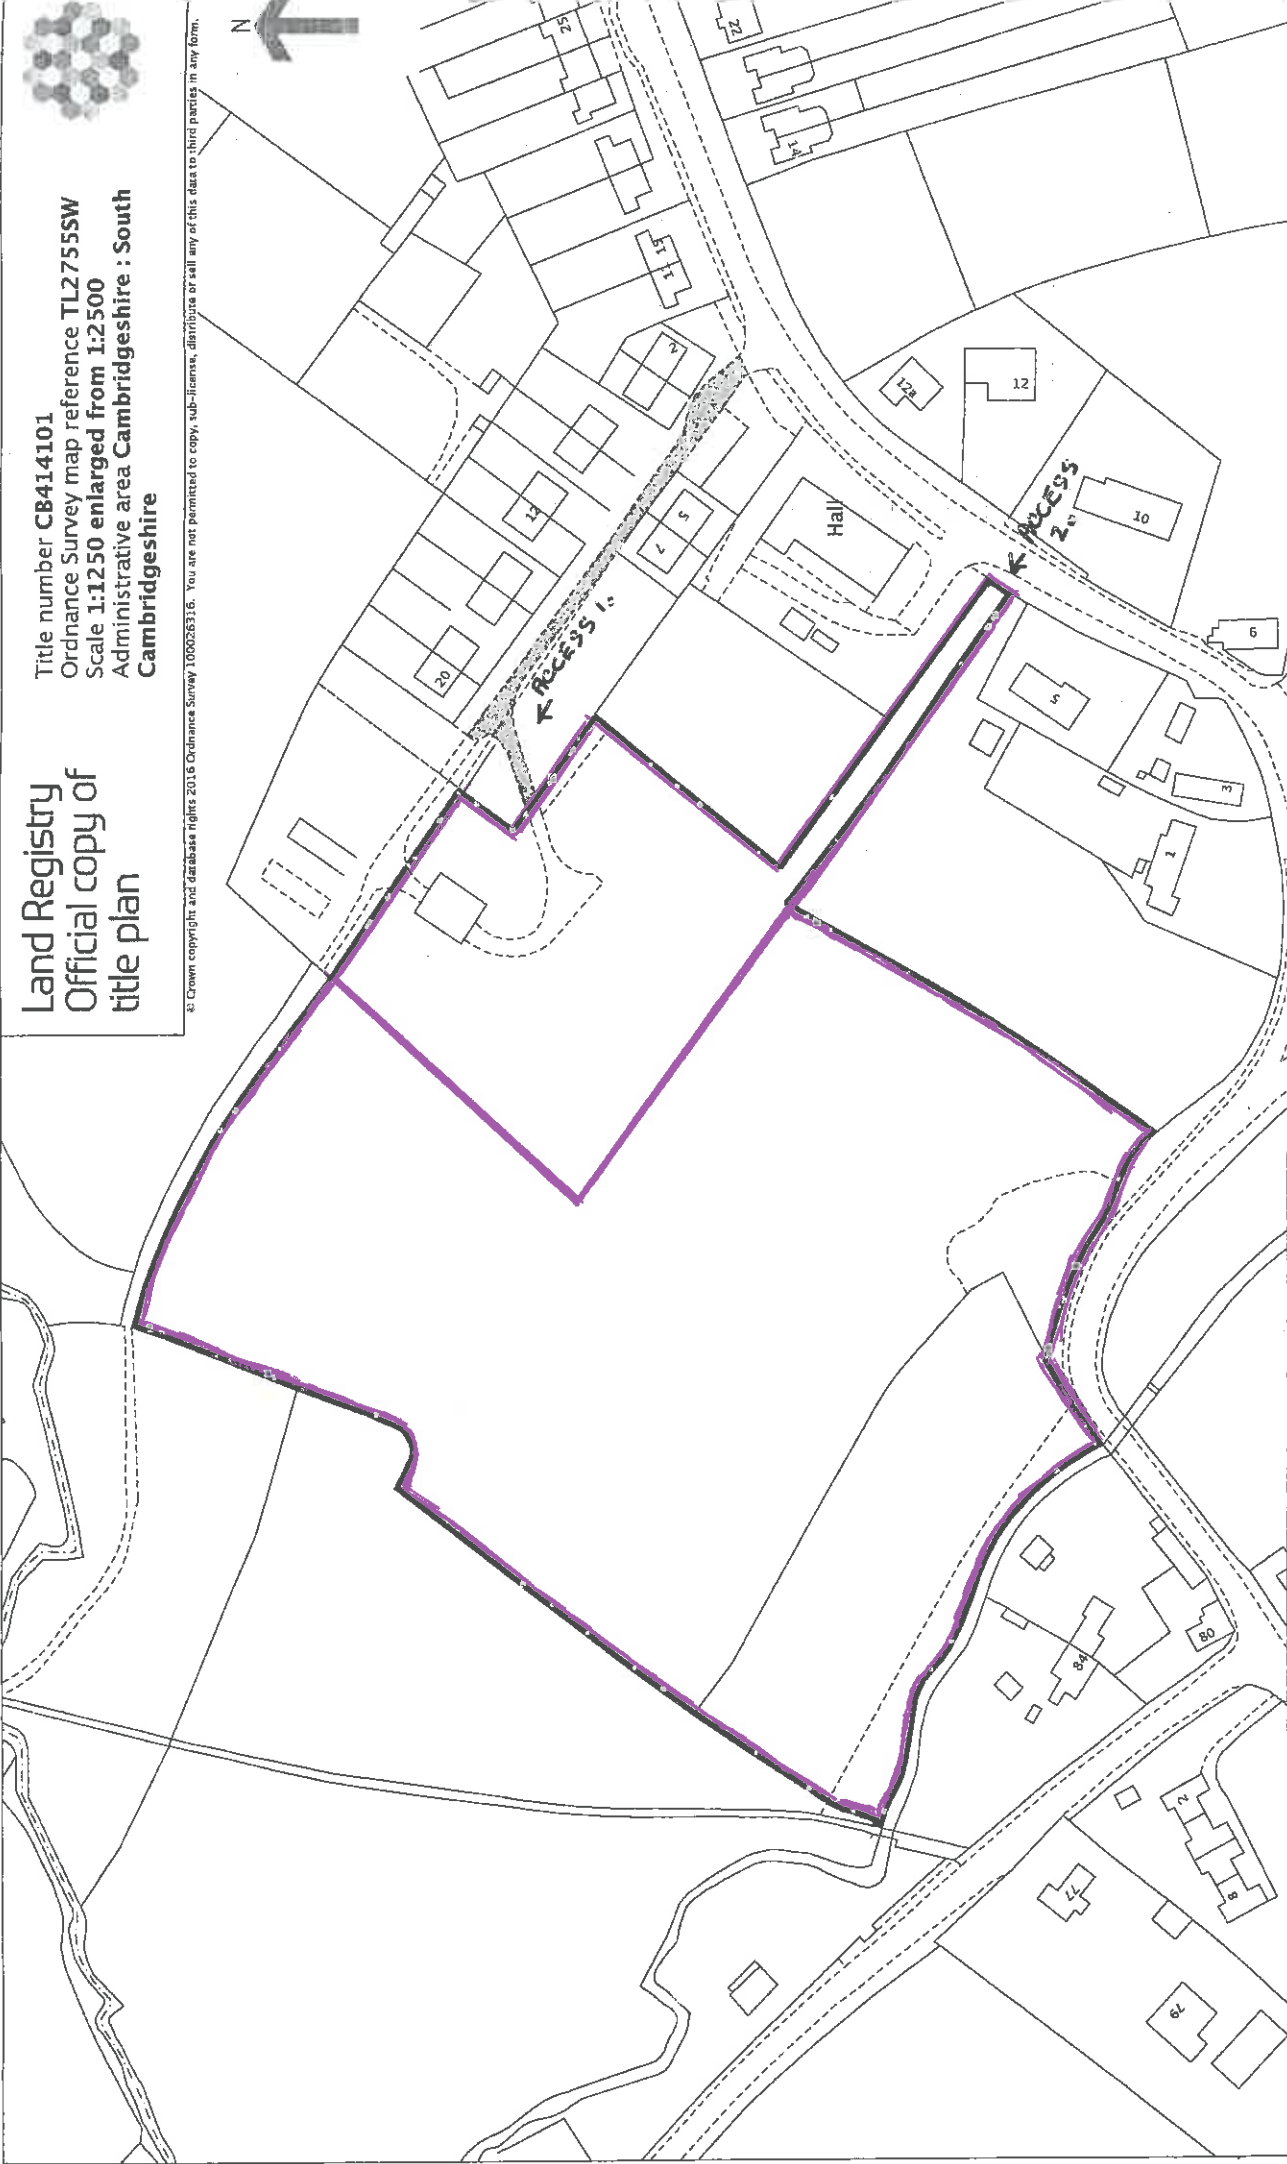 Land Registry
Official copy of
title plan
Title number CB414101
Ordnance Survey map reference TL2755SW
Scale 1:1250 enlarged from 1:2500
Administrative area Cambridgeshire : South
Cambridgeshire
© Crown copyright and database rights 2016 Ordnance Survey 100026316. You are not permitted to copy, sub-license, distribute or sell any of this data to third parties in any form.
N
25
22
14
15
11
2
12a
12
12
5
7
Hall
ACCESS
2.
10
20
ACCESS 1.
6
5
3
1
80
84
2
8
77
79